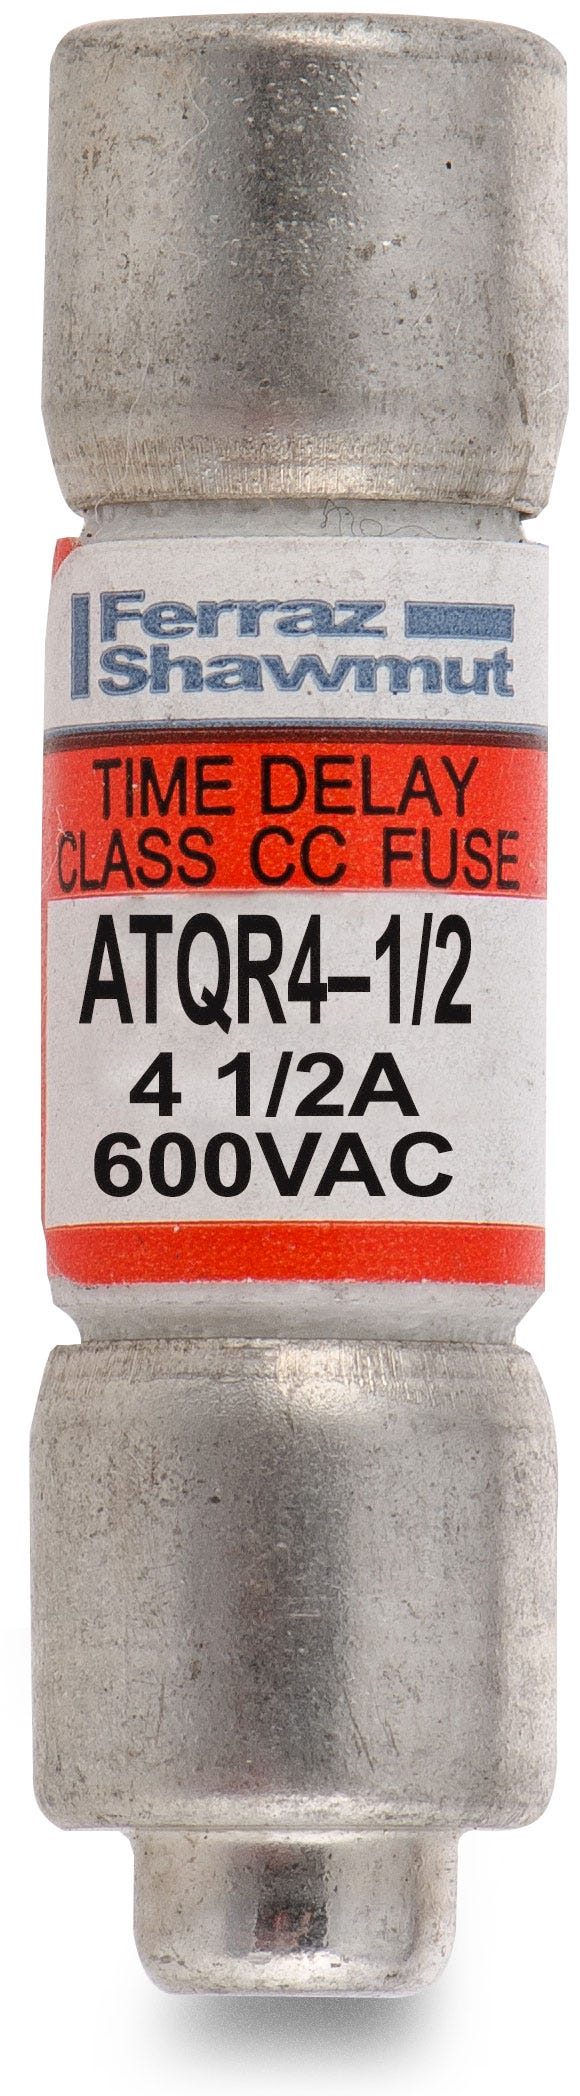 Ferraz
Shawmut
TIME DELAY
CLASS CC FUSE
ATQR4-1/2
4 1/2A
600VAC